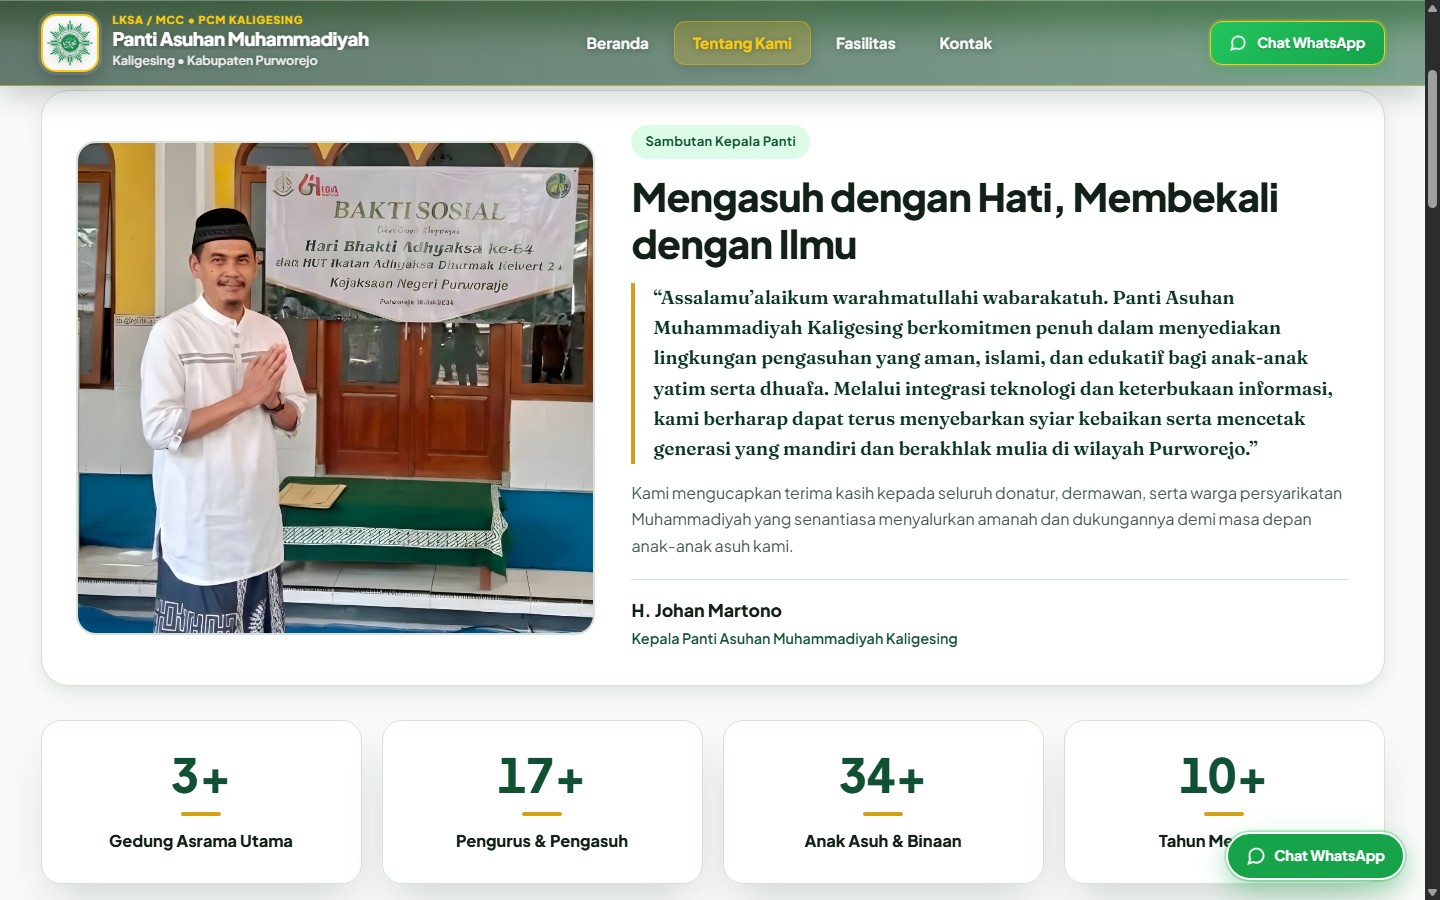 LKSA / MCC • PCM KALIGESING
Panti Asuhan Muhammadiyah
Kaligesing • Kabupaten Purworejo
Beranda
Tentang Kami
Fasilitas
Kontak
Chat WhatsApp
BAKTI SOSIAL
Hari Bhakti Adhyaksa ke-64
dan HUT Ikatan Adhyaksa
Kejaksaan Negeri
Sambutan Kepala Panti
Mengasuh dengan Hati, Membekali
dengan Ilmu
“Assalamu’alaikum warahmatullahi wabarakatuh. Panti Asuhan
Muhammadiyah Kaligesing berkomitmen penuh dalam menyediakan
lingkungan pengasuhan yang aman, islami, dan edukatif bagi anak-anak
yatim serta dhuafa. Melalui integrasi teknologi dan keterbukaan informasi,
kami berharap dapat terus menyebarkan syiar kebaikan serta mencetak
generasi yang mandiri dan berakhlak mulia di wilayah Purworejo.”
Kami mengucapkan terima kasih kepada seluruh donatur, dermawan, serta warga persyarikatan
Muhammadiyah yang senantiasa menyalurkan amanah dan dukungannya demi masa depan
anak-anak asuh kami.
H. Johan Martono
Kepala Panti Asuhan Muhammadiyah Kaligesing
3+
Gedung Asrama Utama
17+
Pengurus & Pengasuh
34+
Anak Asuh & Binaan
10+
Tahun
Chat WhatsApp